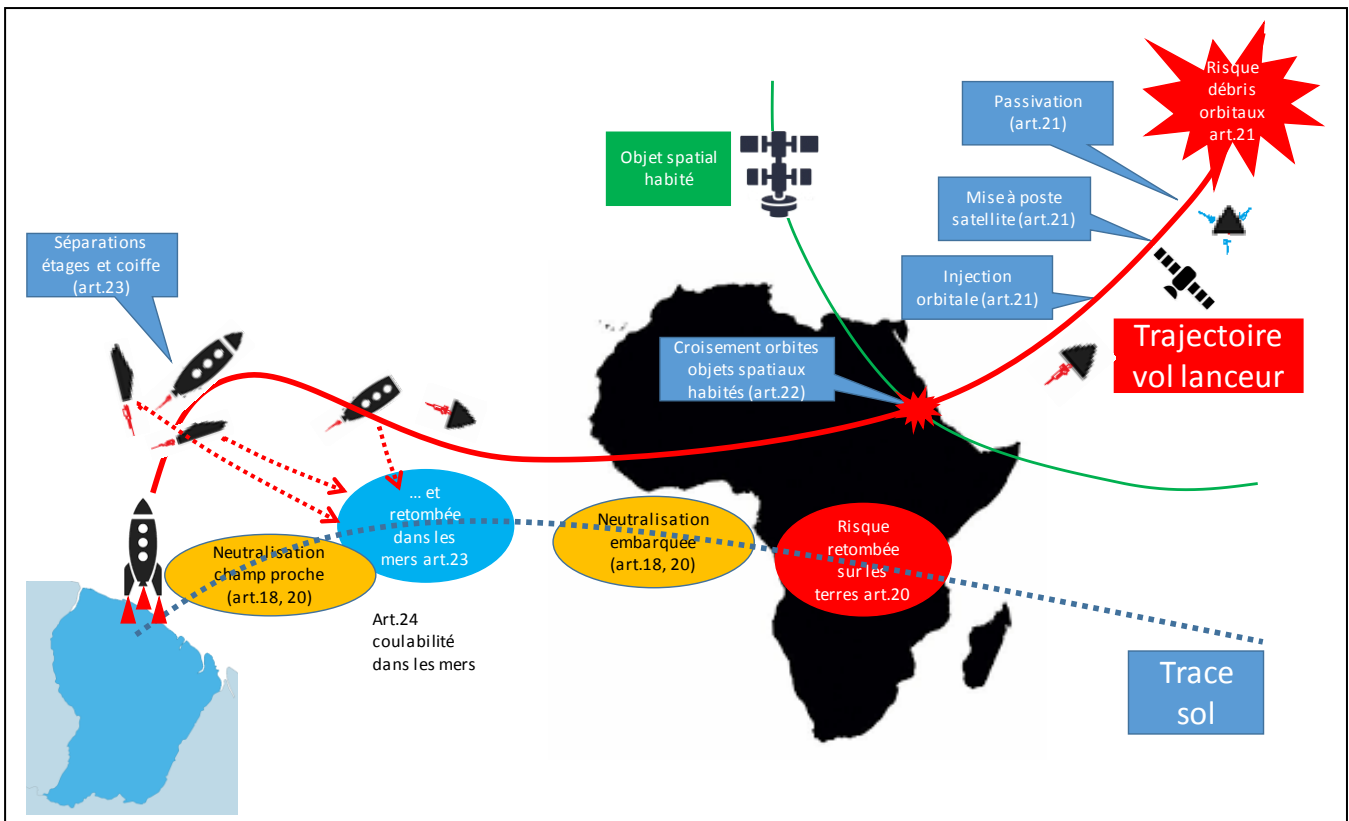 Risque
débris
orbitaux
art.21
Passivation
(art.21)
Objet spatial
habité
Mise à poste
satellite (art.21)
Séparations
étages et coiffe
(art.23)
Injection
orbitale (art.21)
Trajectoire
vol lanceur
Croisement orbites
objets spatiaux
habités (art.22)
... et
retombée
dans les
mers art.23
Neutralisation
embarquée
(art.18, 20)
Risque
retombée
sur les
terres art.20
Neutralisation
champ proche
(art.18, 20)
Art.24
coulabilité
dans les mers
Trace
sol